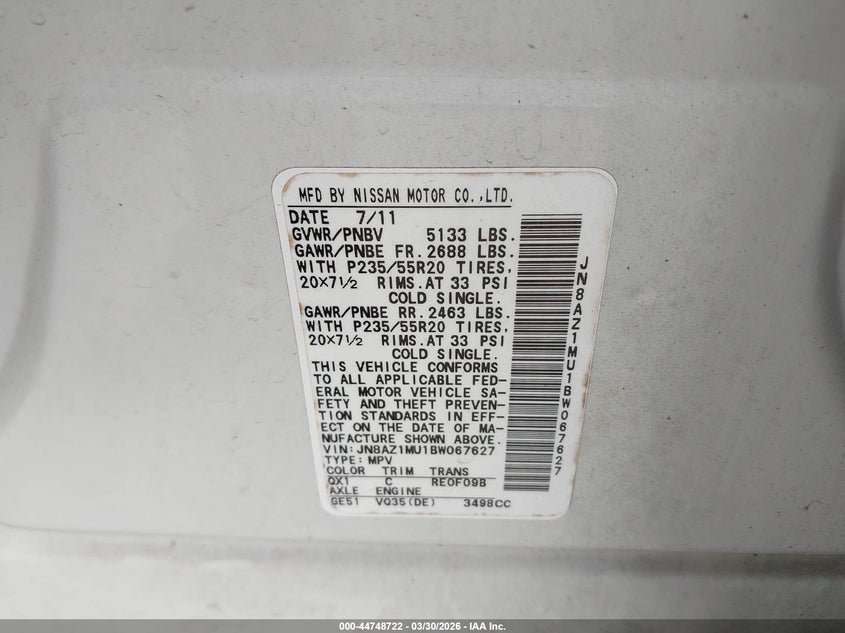 MFD BY NISSAN MOTOR CO.,LTD.
DATE 7/11
GVWR/PNBV 5133 LBS.
GAWR/PNBE FR.2688 LBS.
WITH P235/55R20 TIRES,
20×7½ RIMS.AT 33 PSI
COLD SINGLE.
GAWR/PNBE RR.2463 LBS.
WITH P235/55R20 TIRES,
20×7½ RIMS.AT 33 PSI
COLD SINGLE.
THIS VEHICLE CONFORMS
TO ALL APPLICABLE FED-
ERAL MOTOR VEHICLE SA-
FETY AND THEFT PREVEN-
TION STANDARDS IN EFF-
ECT ON THE DATE OF MA-
NUFACTURE SHOWN ABOVE.
VIN:JN8AZ1MU1BW067627
TYPE:MPV
COLOR TRIM TRANS
QX1 C RE0F09B
AXLE ENGINE
GE51 VQ35(DE) 3498CC
JN8AZ1MU1BW067627
000-44748722 — 03/30/2026 — IAA Inc.